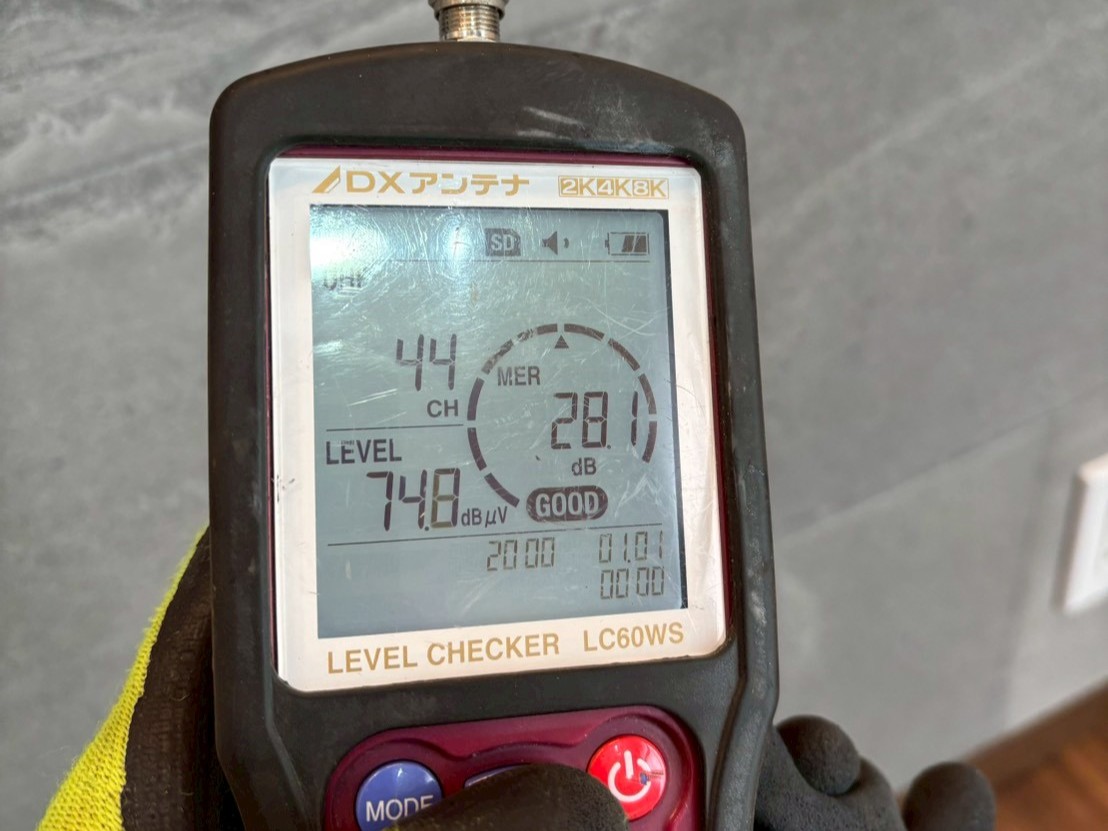 DXアンテナ 2K4K8K
SD
UHF
44
CH
MER
28.1
dB
LEVEL
74.8 dBμV
GOOD
2000 01.01
00 00
LEVEL CHECKER LC60WS
MODE